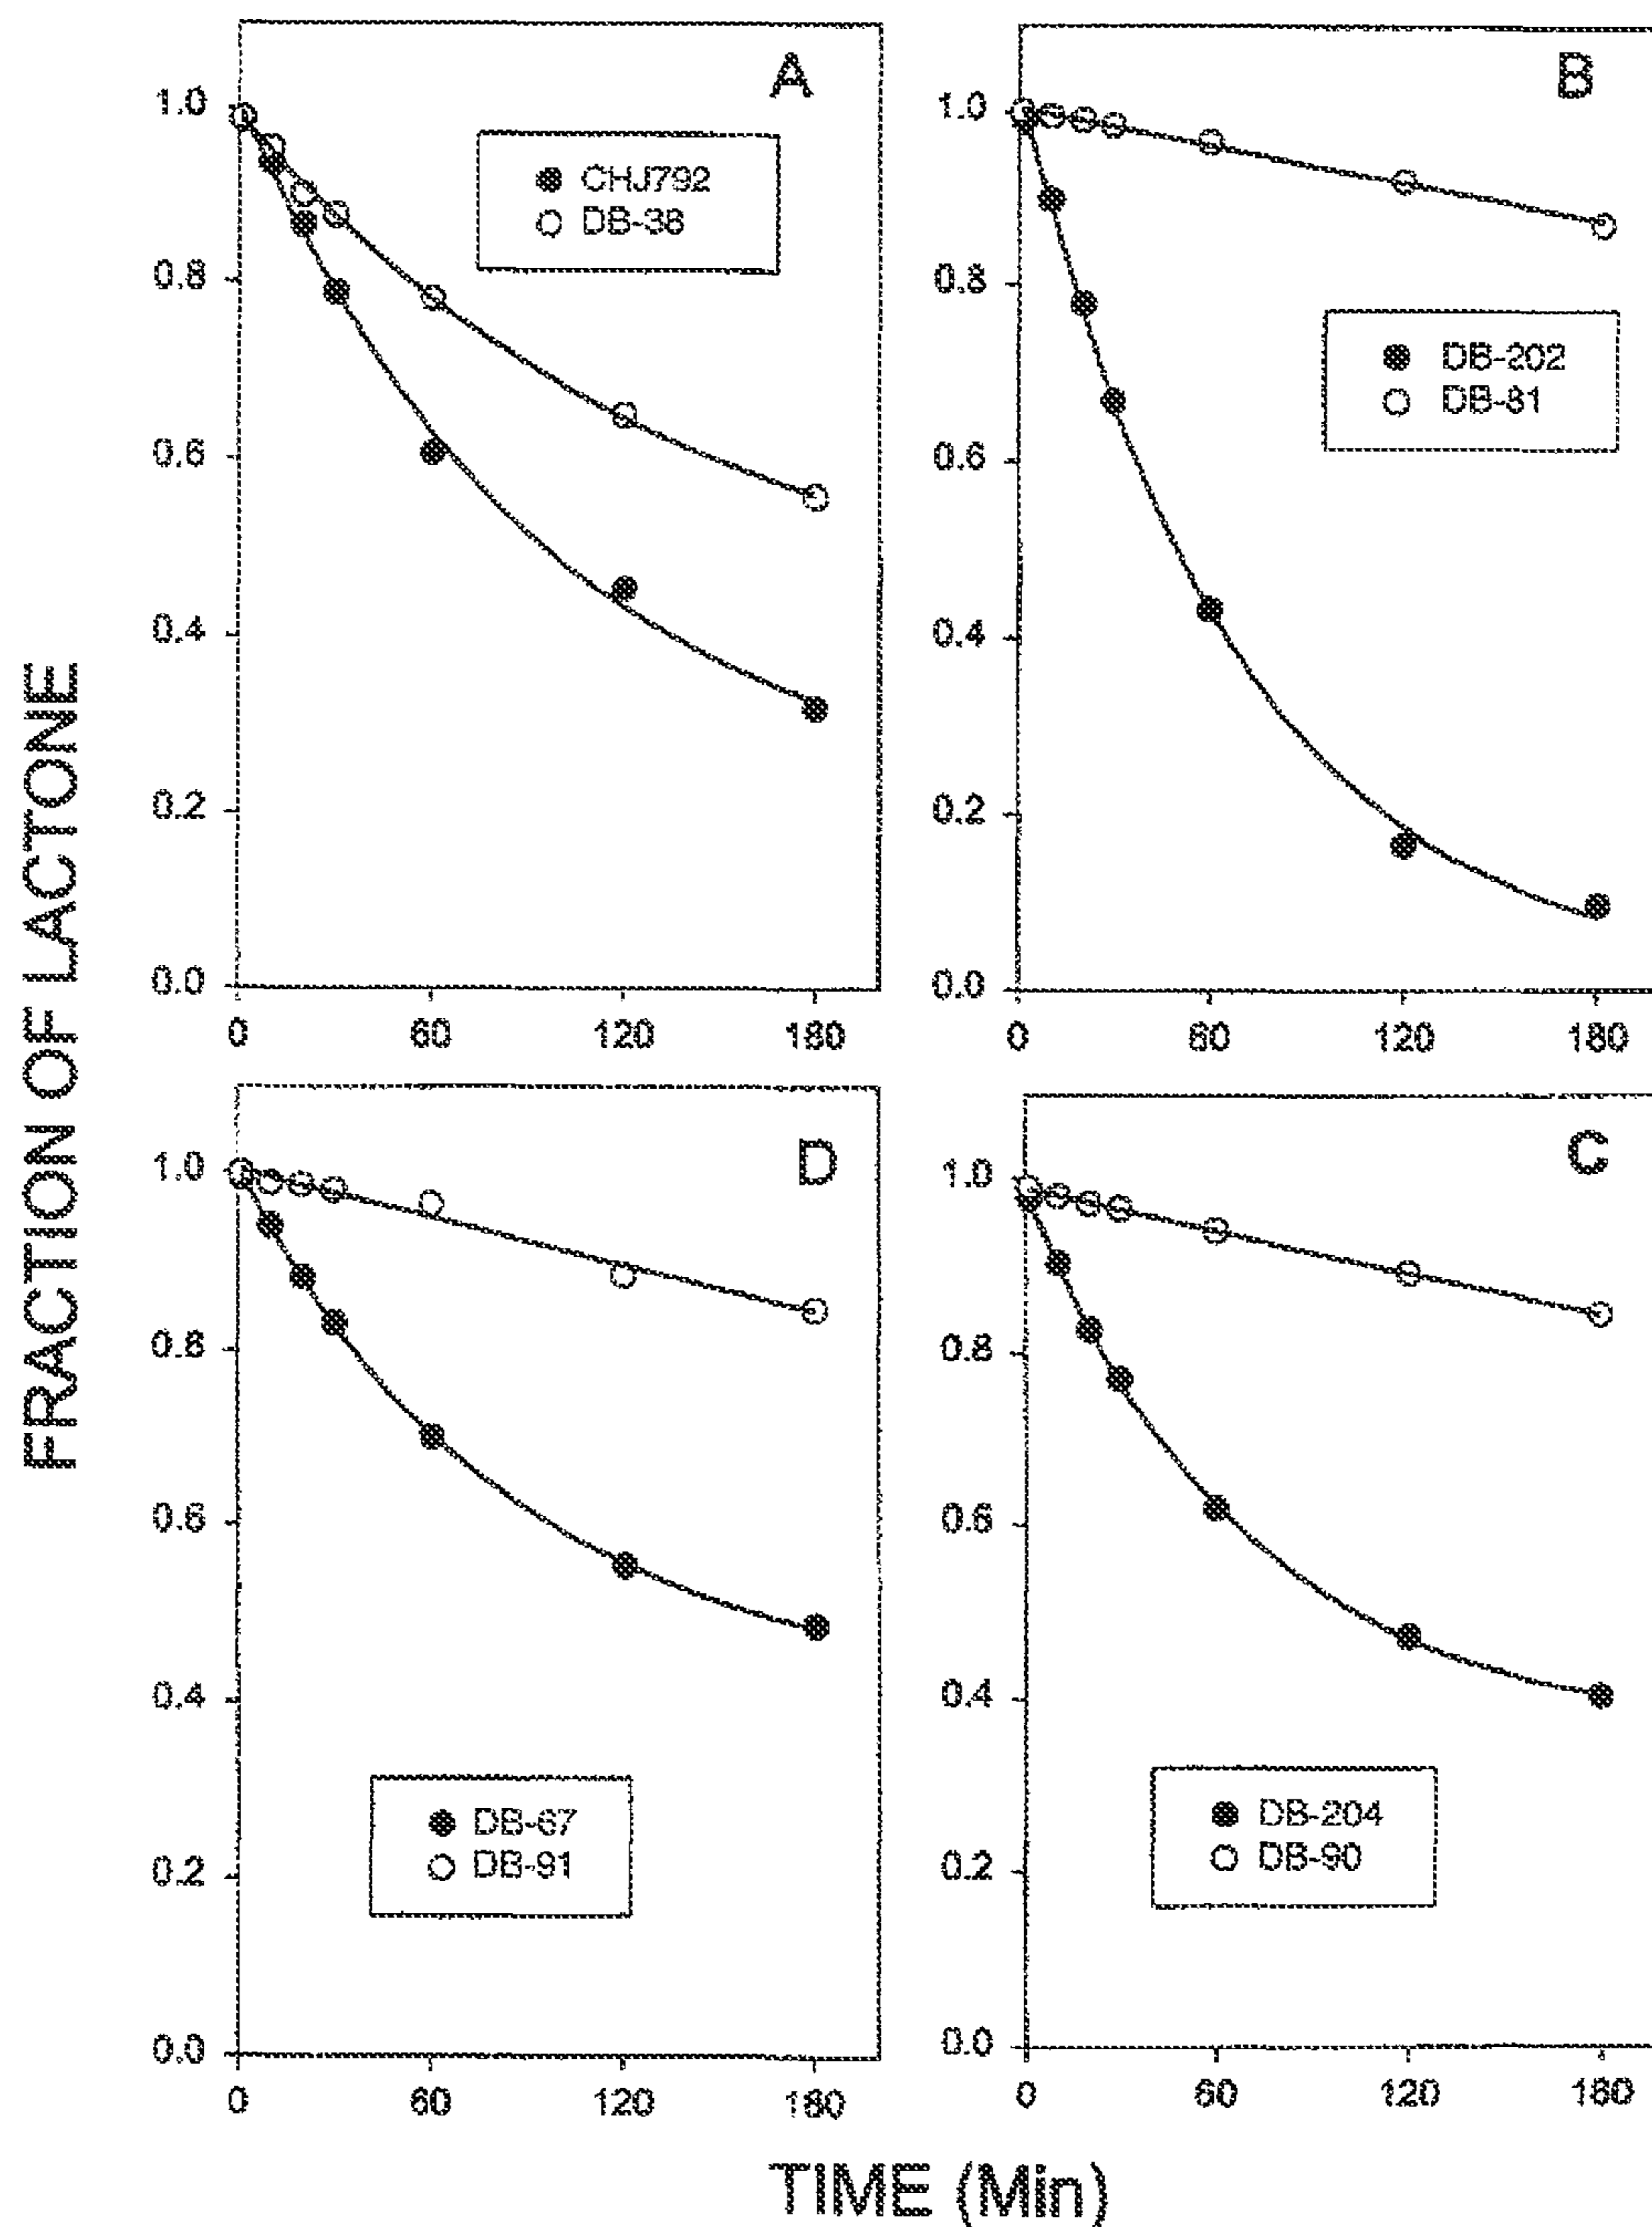 FRACTION OF LACTONE
A
1.0
0.8
0.6
0.4
0.2
0.0
CHJ792
DB-38
0 60 120 180
B
1.0
0.8
0.6
0.4
0.2
0.0
DB-202
DB-81
0 60 120 180
D
1.0
0.8
0.6
0.4
0.2
0.0
DB-67
DB-91
0 60 120 180
C
1.0
0.8
0.6
0.4
0.2
0.0
DB-204
DB-90
0 60 120 180
TIME (Min)